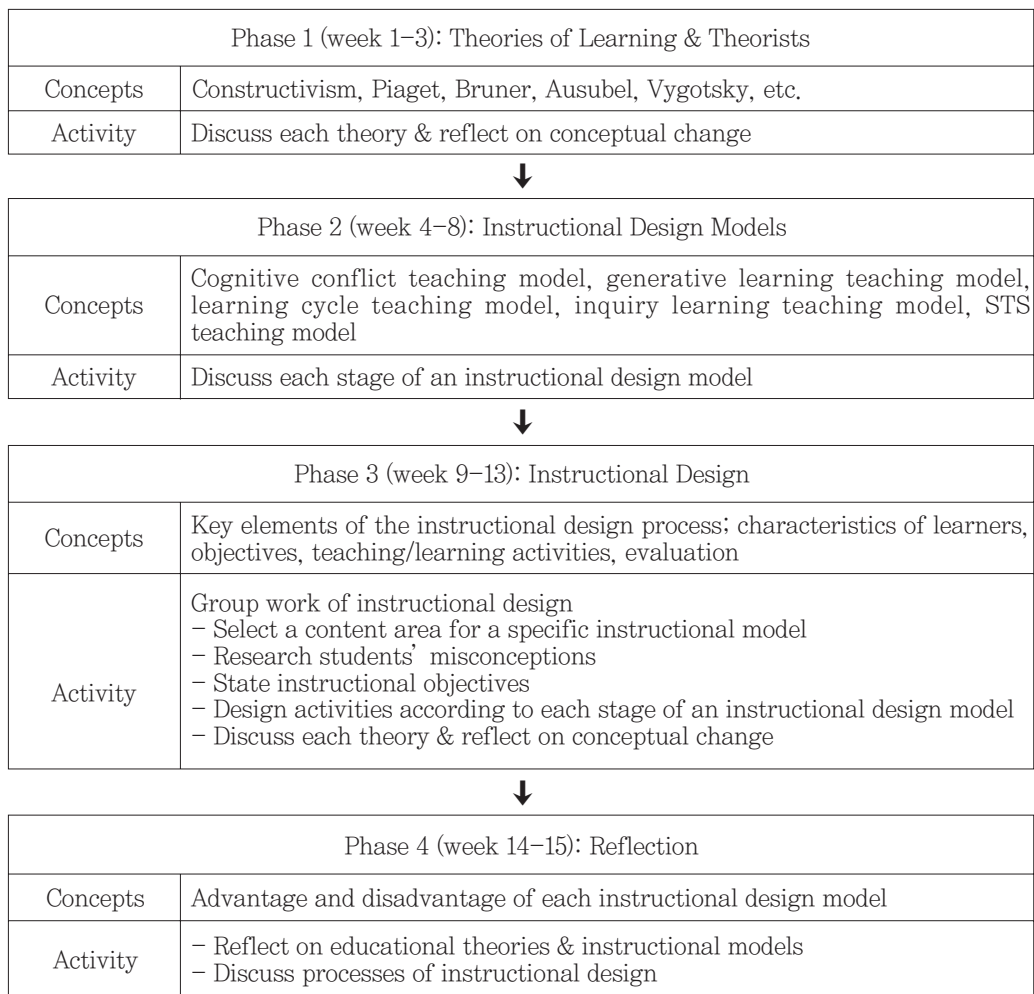 Phase 1 (week 1-3): Theories of Learning & Theorists
Concepts
Constructivism, Piaget, Bruner, Ausubel, Vygotsky, etc.
Activity
Discuss each theory & reflect on conceptual change
Phase 2 (week 4-8): Instructional Design Models
Concepts
Cognitive conflict teaching model, generative learning teaching model,
learning cycle teaching model, inquiry learning teaching model, STS
teaching model
Activity
Discuss each stage of an instructional design model
Phase 3 (week 9-13): Instructional Design
Concepts
Key elements of the instructional design process; characteristics of learners,
objectives, teaching/learning activities, evaluation
Activity
Group work of instructional design
- Select a content area for a specific instructional model
- Research students’ misconceptions
- State instructional objectives
- Design activities according to each stage of an instructional design model
- Discuss each theory & reflect on conceptual change
Phase 4 (week 14-15): Reflection
Concepts
Advantage and disadvantage of each instructional design model
Activity
- Reflect on educational theories & instructional models
- Discuss processes of instructional design